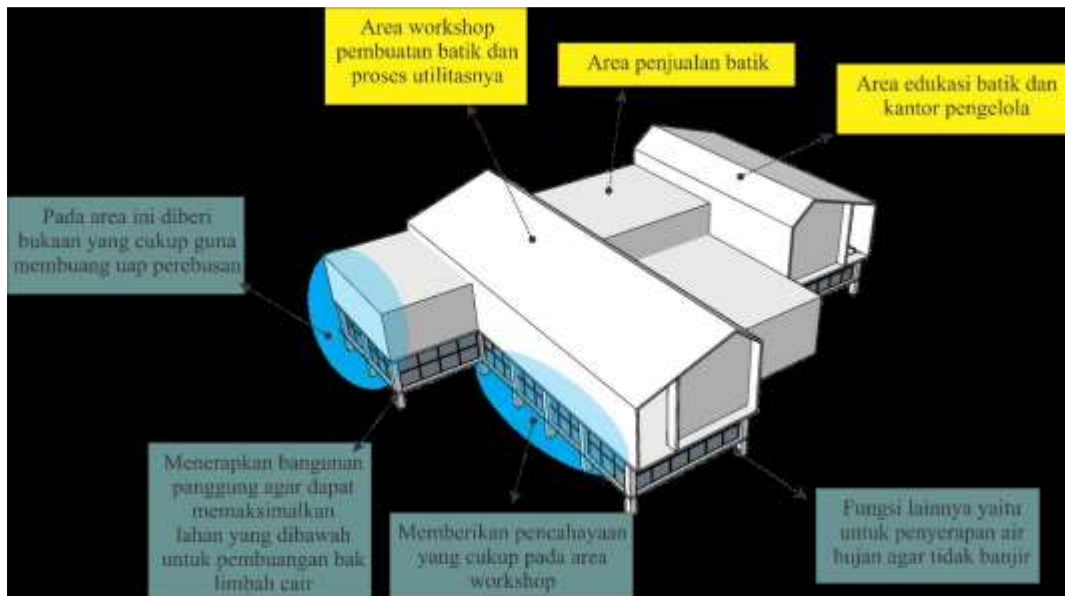 Area workshop
pembuatan batik dan
proses utilitasnya
Area penjualan batik
Area edukasi batik dan
kantor pengelola
Pada area ini diberi
bukaan yang cukup guna
membuang uap perebusan
Menerapkan bangunan
panggung agar dapat
memaksimalkan
lahan yang dibawah
untuk pembuangan bak
limbah cair
Memberikan pencahayaan
yang cukup pada area
workshop
Fungsi lainnya yaitu
untuk penyerapan air
hujan agar tidak banjir